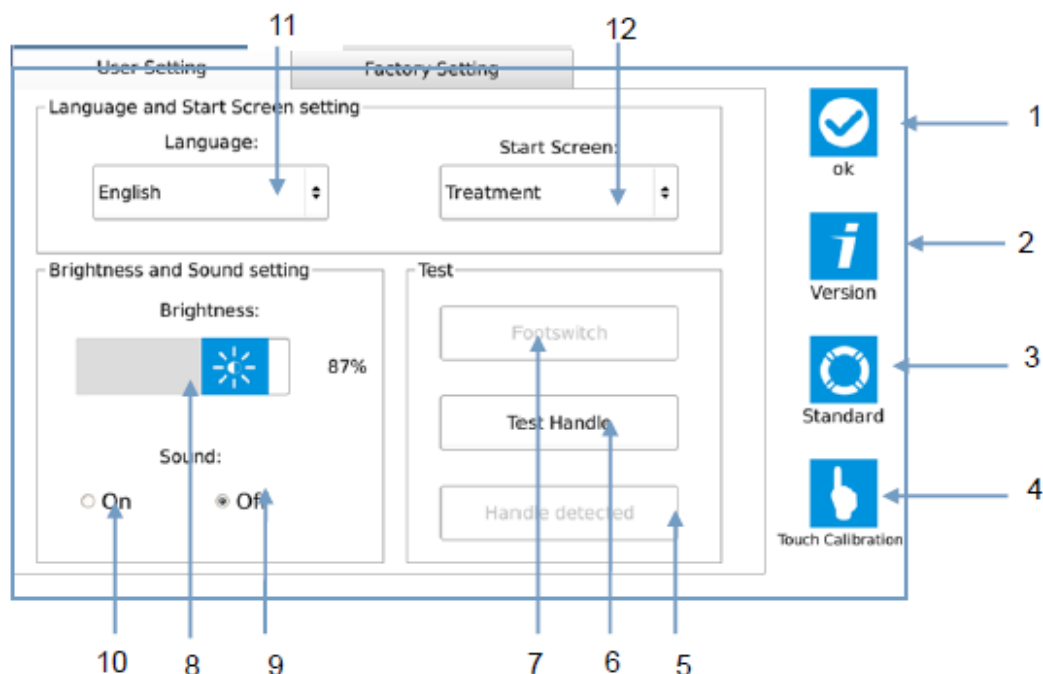 11
12
User Setting
Factory Setting
Language and Start Screen setting
Language:
Start Screen:
English
Treatment
ok
1
Version
2
Brightness and Sound setting
Brightness:
87%
Sound:
On
Off
Test
Footswitch
Test Handle
Handle detected
Standard
3
Touch Calibration
4
10
8
9
7
6
5